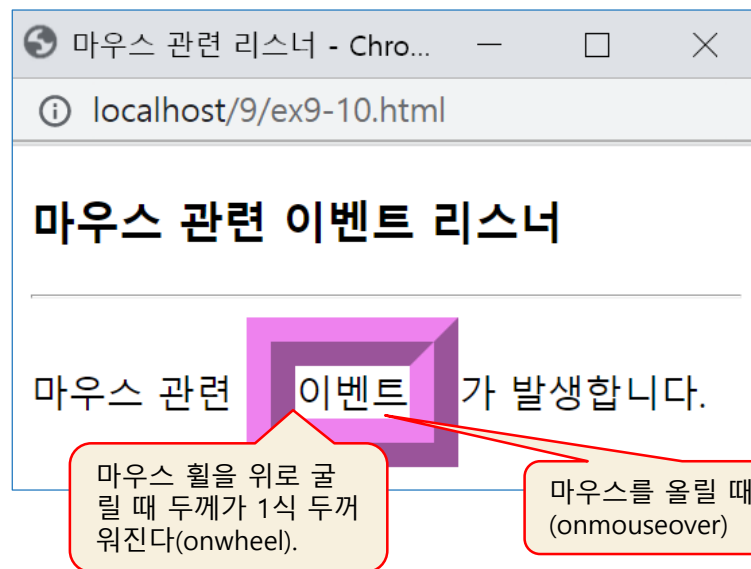 마우스 관련 리스너 - Chro...
localhost/9/ex9-10.html
마우스 관련 이벤트 리스너
마우스 관련 이벤트 가 발생합니다.
마우스 휠을 위로 굴
릴 때 두께가 1식 두꺼
워진다(onwheel).
마우스를 올릴 때
(onmouseover)